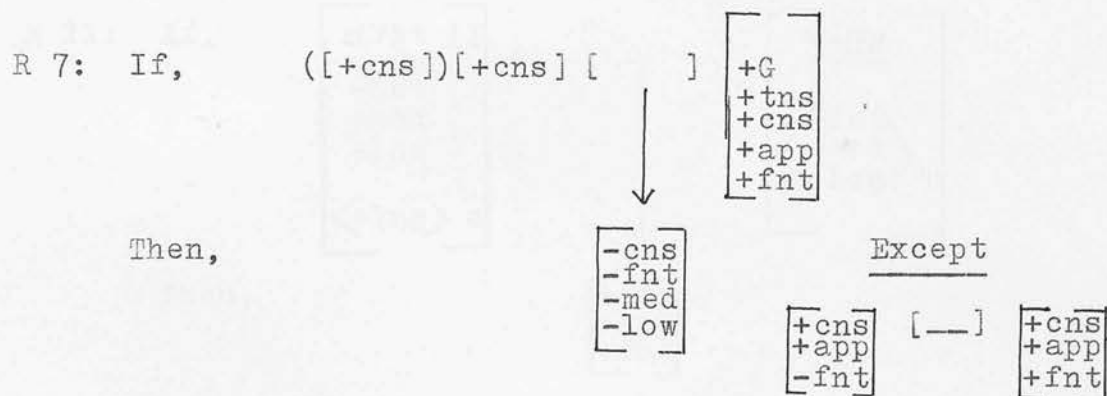 R 7: If, ([+cns])[+cns] [ ] [+G
+tns
+cns
+app
+fnt]
Then, [-cns
-fnt
-med
-low]
Except
[+cns
+app
-fnt] [__] [+cns
+app
+fnt]